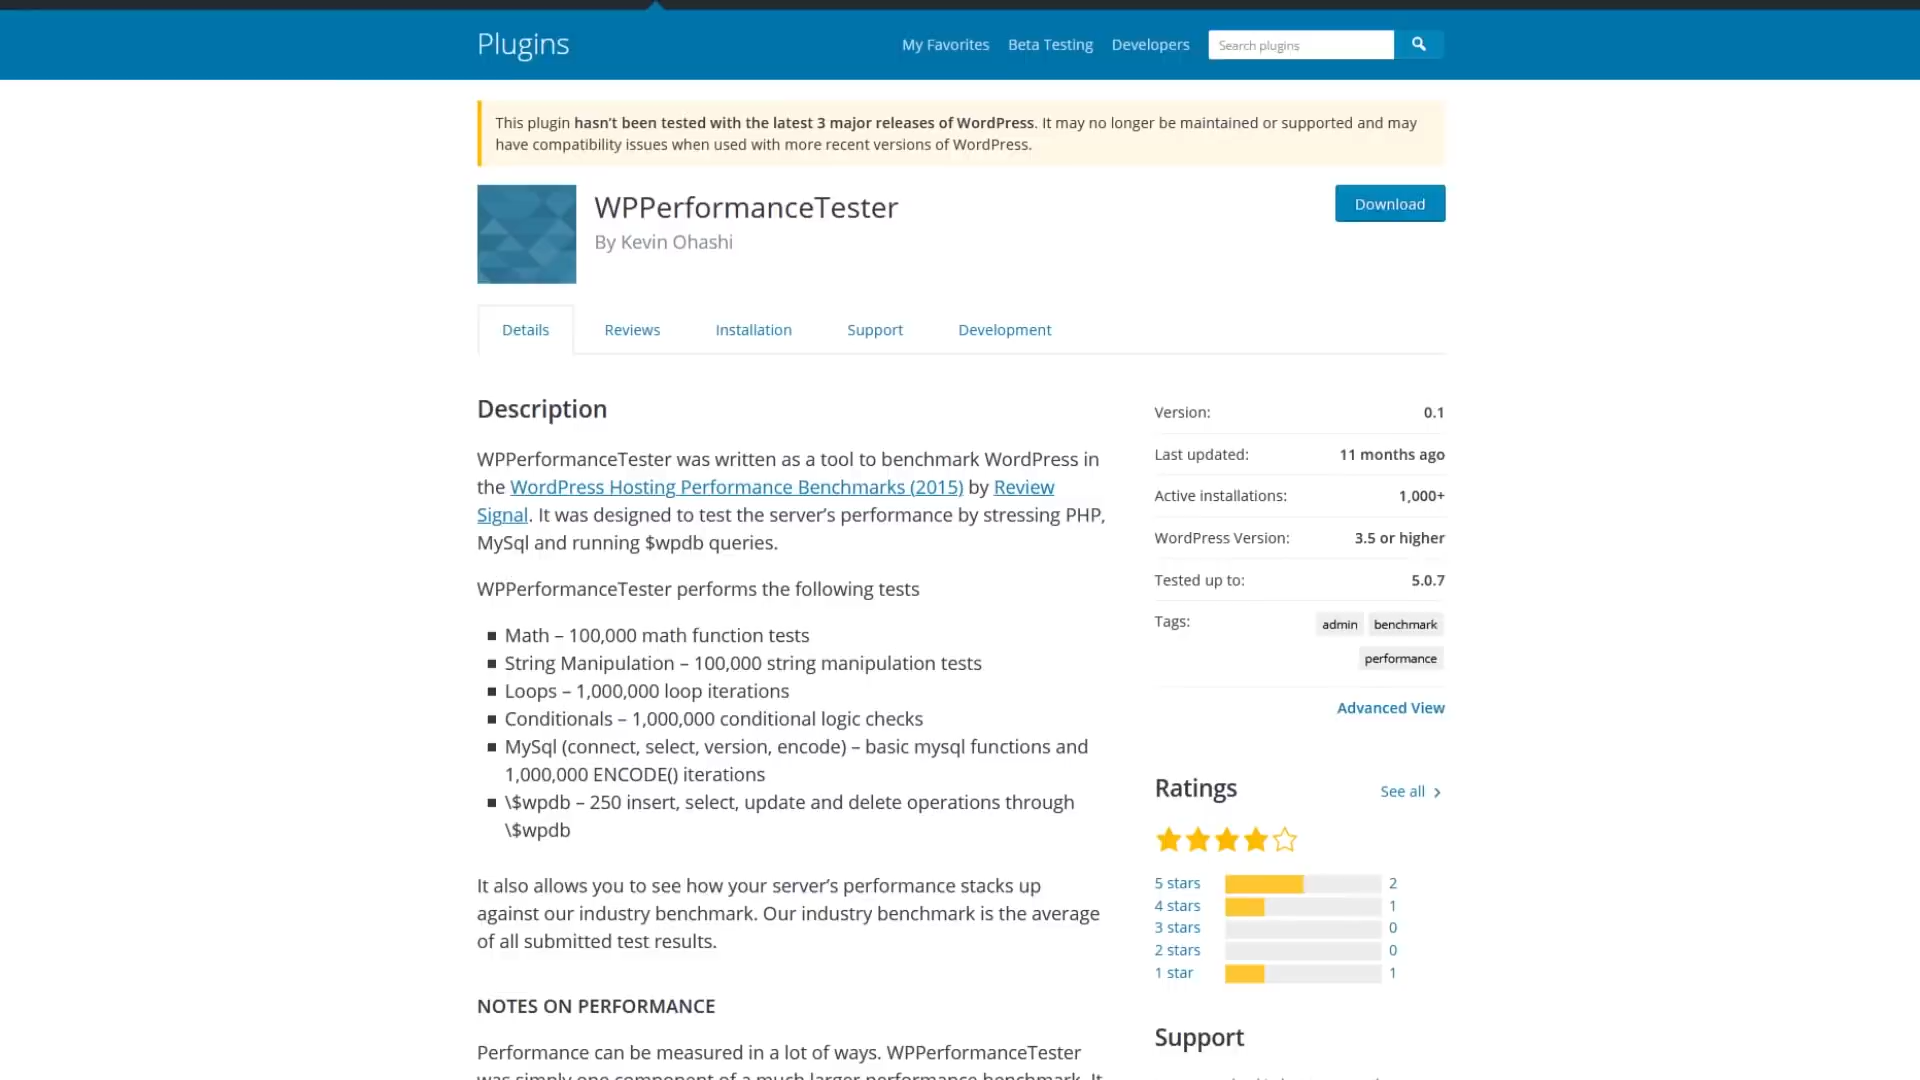 Plugins
My Favorites
Beta Testing
Developers
Search plugins
This plugin hasn't been tested with the latest 3 major releases of WordPress. It may no longer be maintained or supported and may
have compatibility issues when used with more recent versions of WordPress.
WPPerformanceTester
By Kevin Ohashi
Download
Details
Reviews
Installation
Support
Development
Description
WPPerformanceTester was written as a tool to benchmark WordPress in
the WordPress Hosting Performance Benchmarks (2015) by Review
Signal. It was designed to test the server's performance by stressing PHP,
MySql and running $wpdb queries.
WPPerformanceTester performs the following tests
Math – 100,000 math function tests
String Manipulation – 100,000 string manipulation tests
Loops – 1,000,000 loop iterations
Conditionals – 1,000,000 conditional logic checks
MySql (connect, select, version, encode) – basic mysql functions and
1,000,000 ENCODE() iterations
\$wpdb – 250 insert, select, update and delete operations through
\$wpdb
It also allows you to see how your server's performance stacks up
against our industry benchmark. Our industry benchmark is the average
of all submitted test results.
NOTES ON PERFORMANCE
Performance can be measured in a lot of ways. WPPerformanceTester
was simply one component of a much larger performance benchmark. It
Version: 0.1
Last updated: 11 months ago
Active installations: 1,000+
WordPress Version: 3.5 or higher
Tested up to: 5.0.7
Tags: admin benchmark
performance
Advanced View
Ratings
See all
5 stars 2
4 stars 1
3 stars 0
2 stars 0
1 star 1
Support